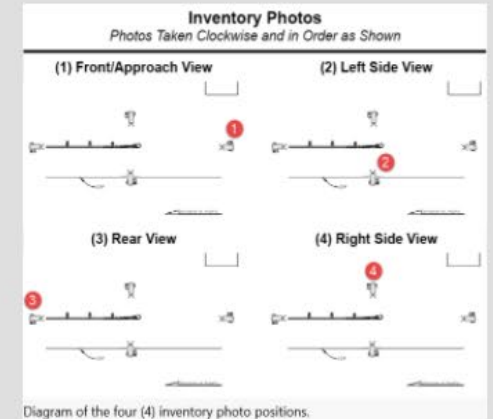 Inventory Photos
Photos Taken Clockwise and in Order as Shown
(1) Front/Approach View
(2) Left Side View
1
2
(3) Rear View
(4) Right Side View
3
4
Diagram of the four (4) inventory photo positions.